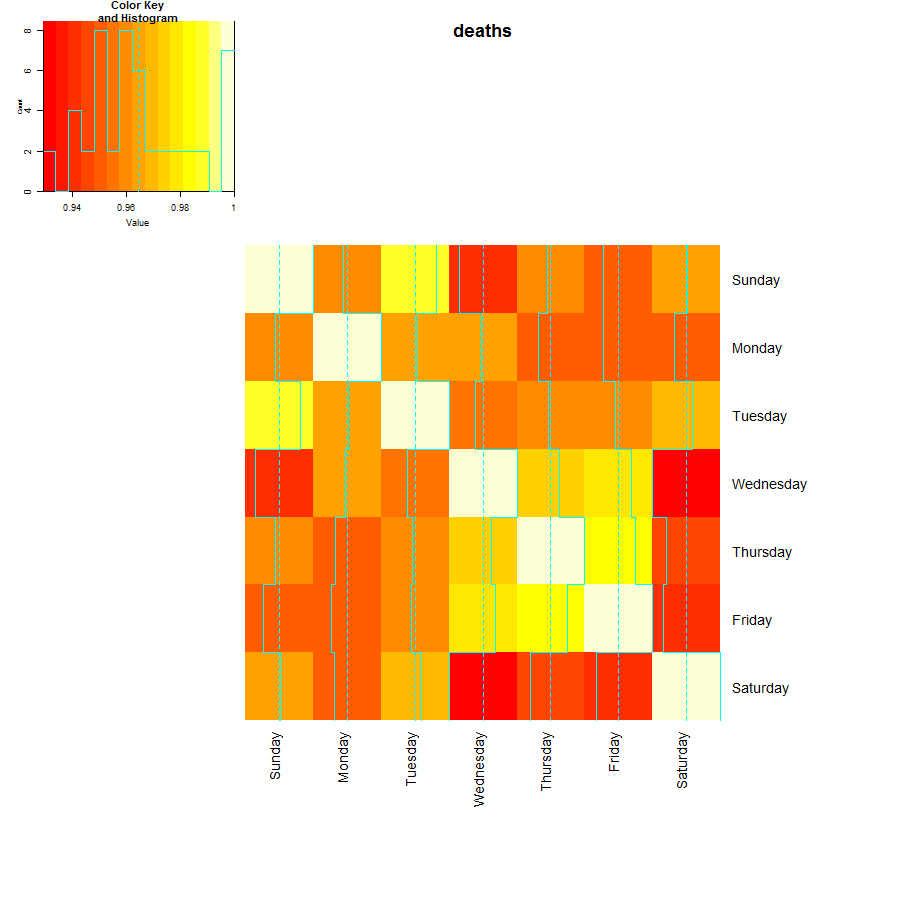 Color Key
and Histogram
deaths
8
6
4
2
0
Count
0.94 0.96 0.98 1
Value
Sunday
Monday
Tuesday
Wednesday
Thursday
Friday
Saturday
Sunday Monday Tuesday Wednesday Thursday Friday Saturday